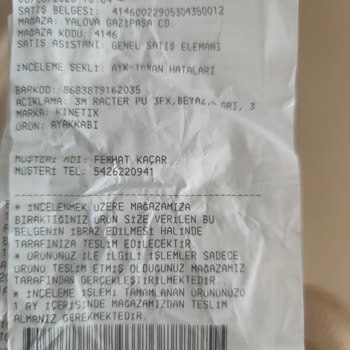 SATIŞ BELGESİ: 4146002290530435001Z
MAĞAZA: YALOVA GAZİPAŞA CD
MAĞAZA KODU: 4146
SATIŞ ASİSTANI: GENEL SATIŞ ELEMANI
İNCELEME ŞEKLİ: AYK-TABAN HATALARI
BARKOD: 8683879162035
AÇIKLAMA: 3M RACTER PU 3FX,BEYAZ, 3
MARKA: KINETIX
ÜRÜN: AYAKKABI
MÜŞTERİ ADI: FERHAT KAÇAR
MÜŞTERİ TEL: 5426220941
* İNCELENMEK ÜZERE MAĞAZAMIZA
BIRAKTIĞINIZ ÜRÜN SİZE VERİLEN BU
BELGENİN İBRAZ EDİLMESİ HALİNDE
TARAFINIZA TESLİM EDİLECEKTİR.
* ÜRÜNÜNÜZ İLE İLGİLİ İŞLEMLER SADECE
ÜRÜNÜ TESLİM ETMİŞ OLDUĞUNUZ MAĞAZAMIZ
TARAFINDAN GERÇEKLEŞTİRİLMEKTEDİR.
* İNCELEME İŞLEMİ TAMAMLANAN ÜRÜNÜNÜZÜ
1 AY İÇERİSİNDE MAĞAZAMIZDAN TESLİM
ALMANIZ GEREKMEKTEDİR.